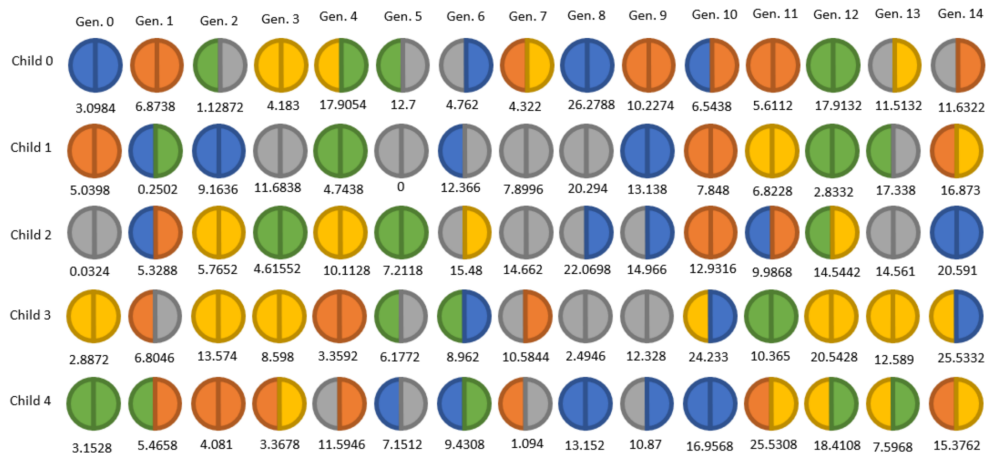 Gen. 0 Gen. 1 Gen. 2 Gen. 3 Gen. 4 Gen. 5 Gen. 6 Gen. 7 Gen. 8 Gen. 9 Gen. 10 Gen. 11 Gen. 12 Gen. 13 Gen. 14
Child 0
3.0984 6.8738 1.12872 4.183 17.9054 12.7 4.762 4.322 26.2788 10.2274 6.5438 5.6112 17.9132 11.5132 11.6322
Child 1
5.0398 0.2502 9.1636 11.6838 4.7438 0 12.366 7.8996 20.294 13.138 7.848 6.8228 2.8332 17.338 16.873
Child 2
0.0324 5.3288 5.7652 4.61552 10.1128 7.2118 15.48 14.662 22.0698 14.966 12.9316 9.9868 14.5442 14.561 20.591
Child 3
2.8872 6.8046 13.574 8.598 3.3592 6.1772 8.962 10.5844 2.4946 12.328 24.233 10.365 20.5428 12.589 25.5332
Child 4
3.1528 5.4658 4.081 3.3678 11.5946 7.1512 9.4308 1.094 13.152 10.87 16.9568 25.5308 18.4108 7.5968 15.3762